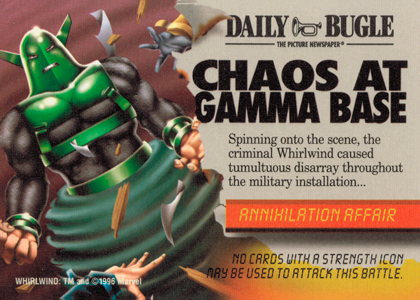 DAILY BUGLE
THE PICTURE NEWSPAPER®
CHAOS AT
GAMMA BASE
Spinning onto the scene, the
criminal Whirlwind caused
tumultuous disarray throughout
the military installation...
ANNIHILATION AFFAIR
NO CARDS WITH A STRENGTH ICON
MAY BE USED TO ATTACK THIS BATTLE.
WHIRLWIND: TM and ©1996 Marvel